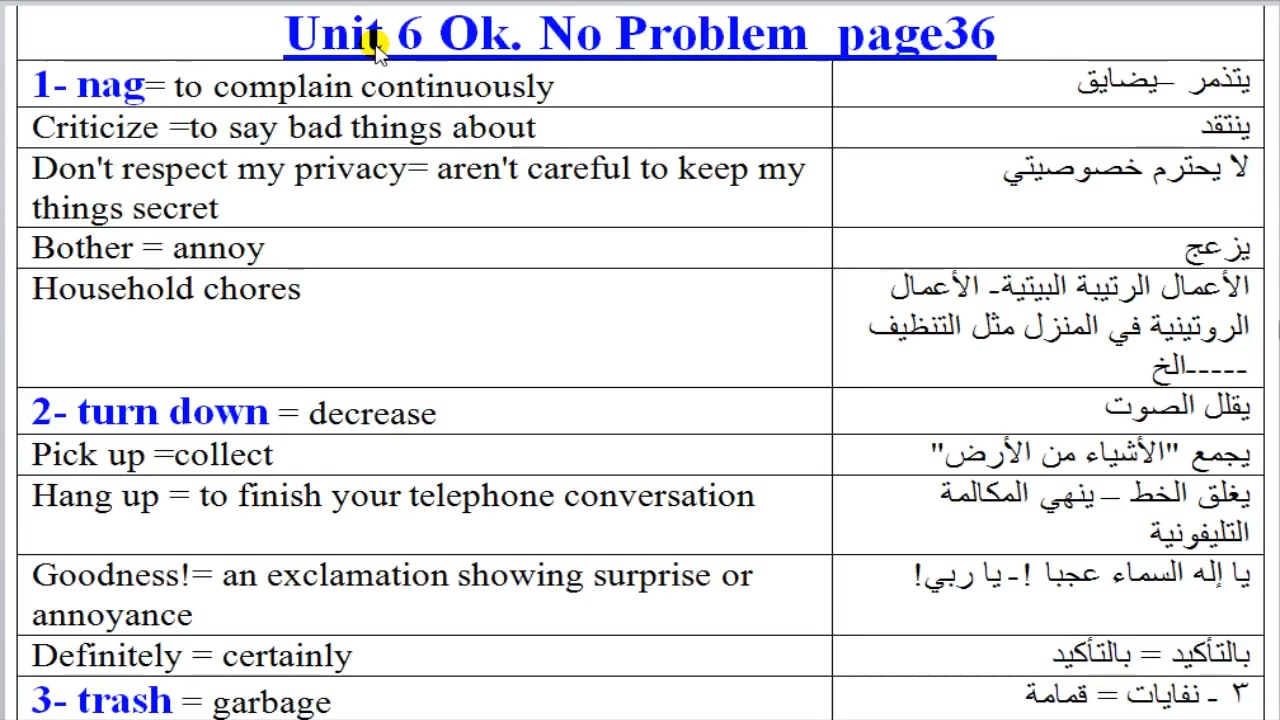 Unit 6 Ok. No Problem page36
1- nag= to complain continuously
يتذمر –يضايق
Criticize =to say bad things about
ينتقد
Don't respect my privacy= aren't careful to keep my
things secret
لا يحترم خصوصيتي
Bother = annoy
يزعج
Household chores
الأعمال الرتيبة البيتية- الأعمال
الروتينية في المنزل مثل التنظيف
-----الخ
2- turn down = decrease
يقلل الصوت
Pick up =collect
يجمع "الأشياء من الأرض"
Hang up = to finish your telephone conversation
يغلق الخط – ينهي المكالمة
التليفونية
Goodness!= an exclamation showing surprise or
annoyance
يا إله السماء عجبا !- يا ربي!
Definitely = certainly
بالتأكيد = بالتأكيد
3- trash = garbage
٣ - نفايات = قمامة